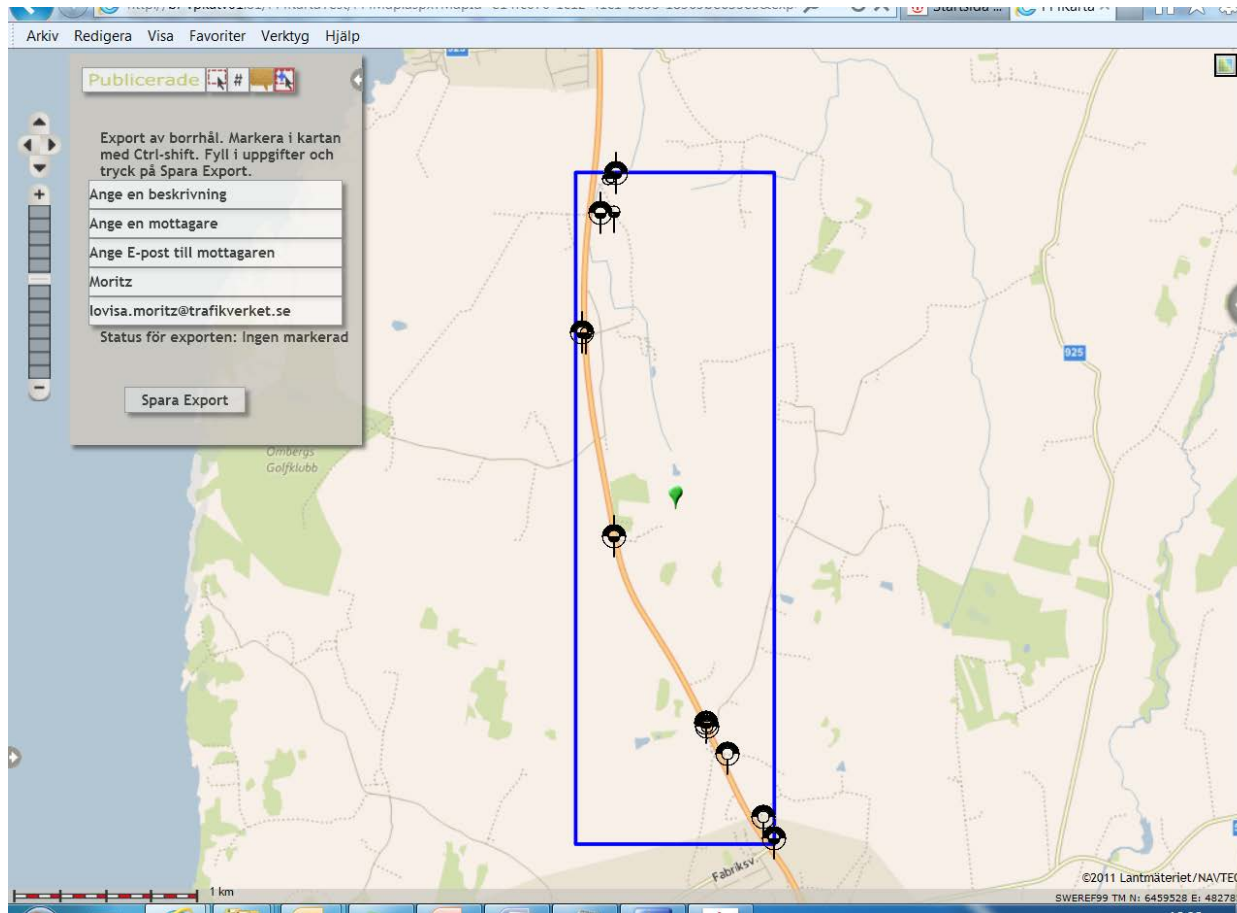 Arkiv Redigera Visa Favoriter Verktyg Hjälp
Publicerade #
Export av borrhål. Markera i kartan
med Ctrl-shift. Fyll i uppgifter och
tryck på Spara Export.
Ange en beskrivning
Ange en mottagare
Ange E-post till mottagaren
Moritz
lovisa.moritz@trafikverket.se
Status för exporten: Ingen markerad
Spara Export
925
Ombergs
Golfklubb
Fabriksv.
1 km
©2011 Lantmäteriet/NAVTEQ
SWEREF99 TM N: 6459528 E: 48278